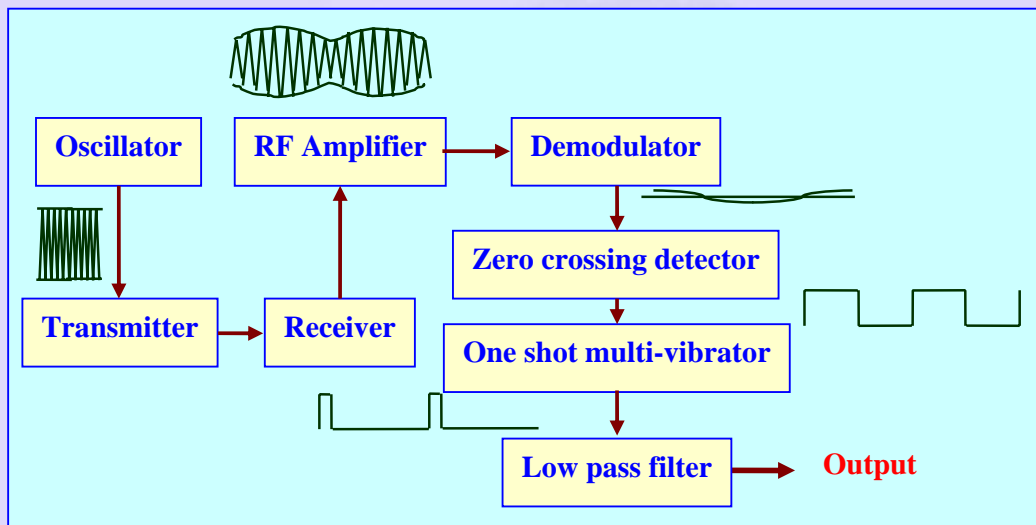 Oscillator
RF Amplifier
Demodulator
Zero crossing detector
Transmitter
Receiver
One shot multi-vibrator
Low pass filter
Output